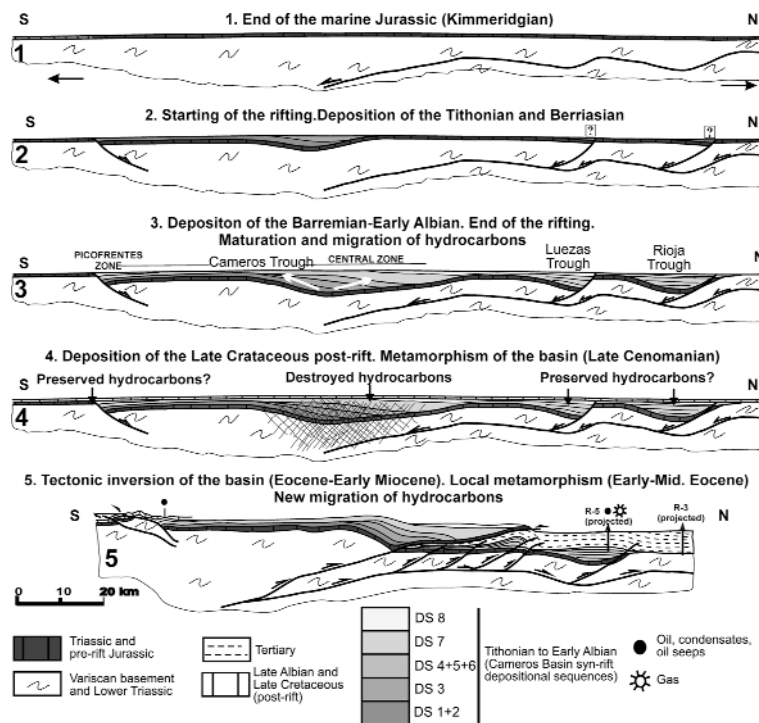 1. End of the marine Jurassic (Kimmeridgian)
S N
1
2. Starting of the rifting.Deposition of the Tithonian and Berriasian
S ? ? N
2
3. Depositon of the Barremian-Early Albian. End of the rifting.
Maturation and migration of hydrocarbons
S PICOFRENTES ZONE Cameros Trough CENTRAL ZONE Luezas Trough Rioja Trough N
3
4. Deposition of the Late Crataceous post-rift. Metamorphism of the basin (Late Cenomanian)
S Preserved hydrocarbons? Destroyed hydrocarbons Preserved hydrocarbons? N
4
5. Tectonic inversion of the basin (Eocene-Early Miocene). Local metamorphism (Early-Mid. Eocene)
New migration of hydrocarbons
S R-5 (projected) R-3 (projected) N
5
0 10 20 km
Triassic and
pre-rift Jurassic
Variscan basement
and Lower Triassic
Tertiary
Late Albian and
Late Cretaceous
(post-rift)
DS 8
DS 7
DS 4+5+6
DS 3
DS 1+2
Tithonian to Early Albian
(Cameros Basin syn-rift
depositional sequences)
Oil, condensates,
oil seeps
Gas